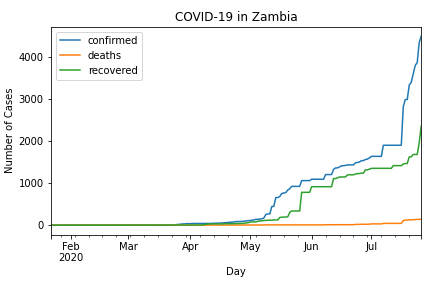 COVID-19 in Zambia
confirmed
deaths
recovered
Number of Cases
4000
3000
2000
1000
0
Feb
2020
Mar
Apr
May
Jun
Jul
Day